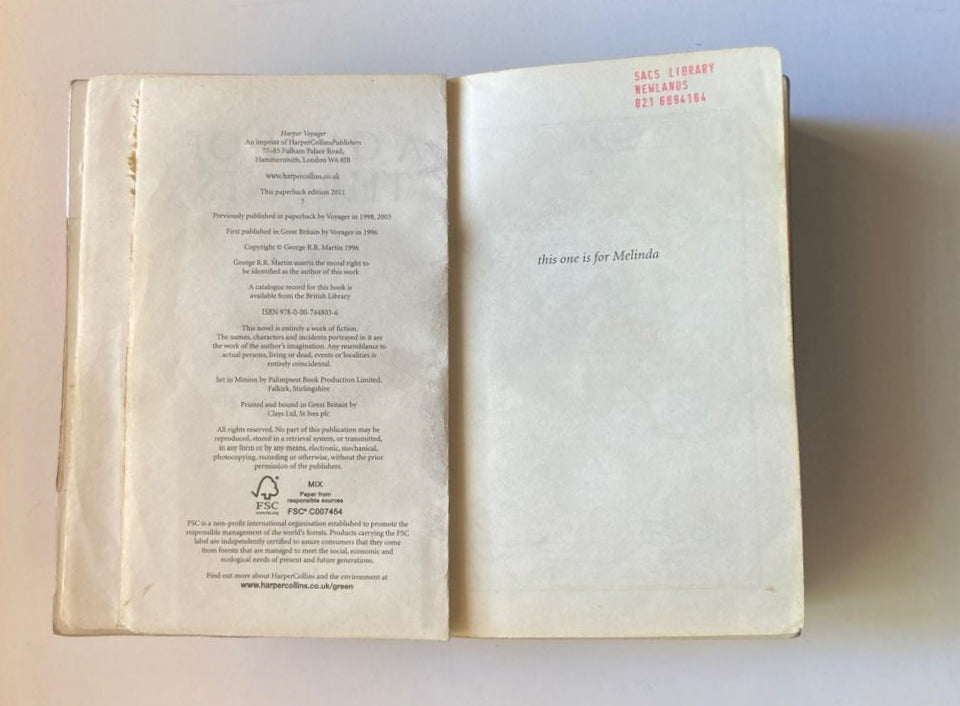 Harper Voyager
An imprint of HarperCollinsPublishers
77–85 Fulham Palace Road,
Hammersmith, London W6 8JB
www.harpercollins.co.uk
This paperback edition 2011
Previously published in paperback by Voyager in 1998, 2003
First published in Great Britain by Voyager in 1996
Copyright © George R.R. Martin 1996
George R.R. Martin asserts the moral right to
be identified as the author of this work
A catalogue record for this book is
available from the British Library
ISBN 978-0-00-744803-6
This novel is entirely a work of fiction.
The names, characters and incidents portrayed in it are
the work of the author's imagination. Any resemblance to
actual persons, living or dead, events or localities is
entirely coincidental.
Set in Minion by Palimpsest Book Production Limited,
Falkirk, Stirlingshire
Printed and bound in Great Britain by
Clays Ltd, St Ives plc
All rights reserved. No part of this publication may be
reproduced, stored in a retrieval system, or transmitted,
in any form or by any means, electronic, mechanical,
photocopying, recording or otherwise, without the prior
permission of the publishers.
FSC
MIX
Paper from
responsible sources
FSC® C007454
FSC is a non-profit international organisation established to promote the
responsible management of the world's forests. Products carrying the FSC
label are independently certified to assure consumers that they come
from forests that are managed to meet the social, economic and
ecological needs of present and future generations.
Find out more about HarperCollins and the environment at
www.harpercollins.co.uk/green
SACS LIBRARY
NEWLANDS
021 6894164
this one is for Melinda